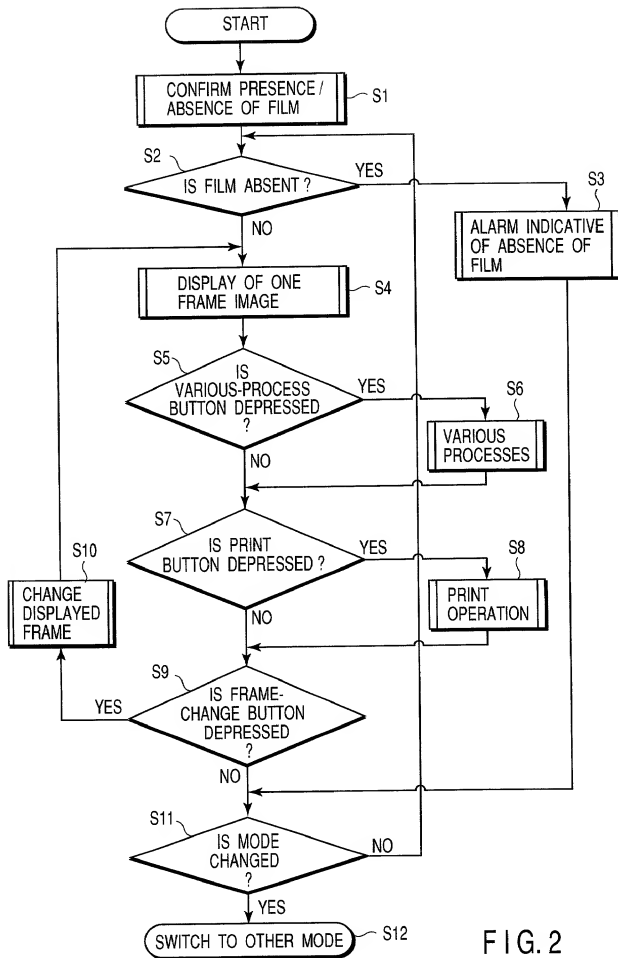 START
CONFIRM PRESENCE/
ABSENCE OF FILM
S1
S2
IS FILM ABSENT ?
YES
NO
S3
ALARM INDICATIVE
OF ABSENCE OF
FILM
DISPLAY OF ONE
FRAME IMAGE
S4
S5
IS
VARIOUS-PROCESS
BUTTON DEPRESSED
?
YES
NO
S6
VARIOUS
PROCESSES
S7
IS PRINT
BUTTON DEPRESSED ?
YES
NO
S8
PRINT
OPERATION
S10
CHANGE
DISPLAYED
FRAME
S9
IS FRAME-
CHANGE BUTTON
DEPRESSED
?
YES
NO
S11
IS MODE
CHANGED
?
NO
YES
SWITCH TO OTHER MODE
S12
FIG. 2